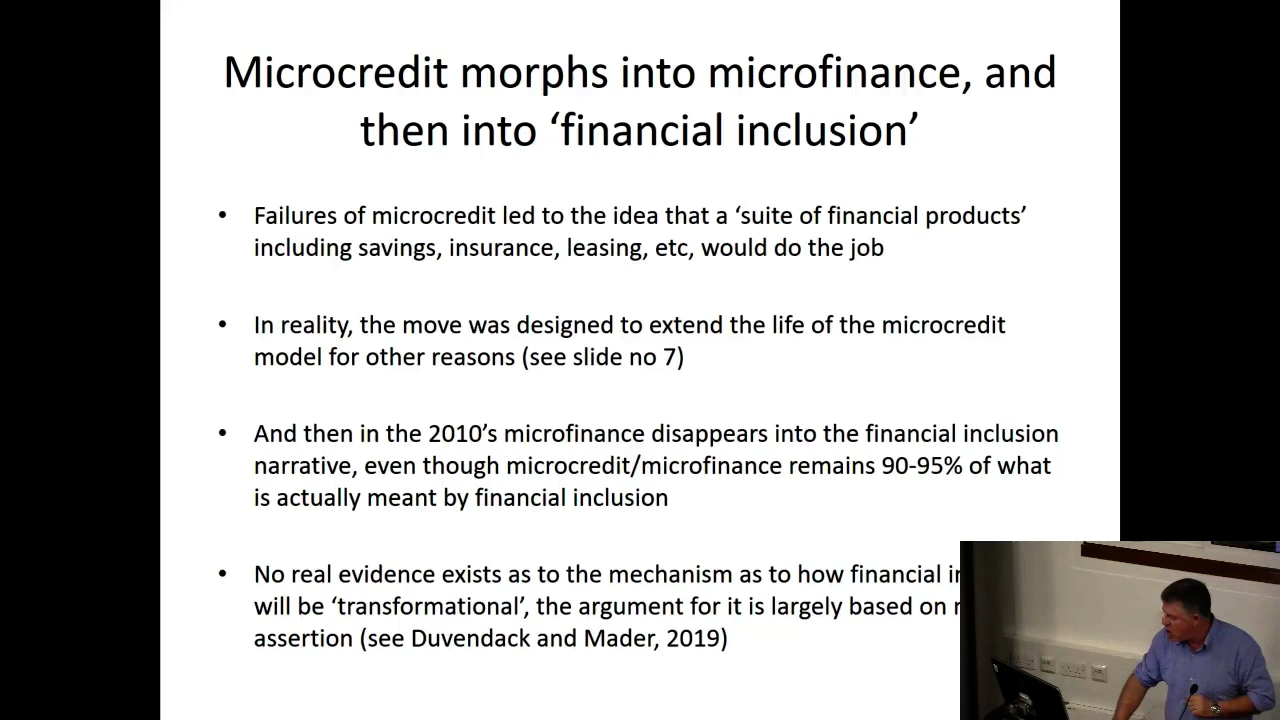 Microcredit morphs into microfinance, and
then into ‘financial inclusion’
• Failures of microcredit led to the idea that a ‘suite of financial products’
including savings, insurance, leasing, etc, would do the job
• In reality, the move was designed to extend the life of the microcredit
model for other reasons (see slide no 7)
• And then in the 2010’s microfinance disappears into the financial inclusion
narrative, even though microcredit/microfinance remains 90-95% of what
is actually meant by financial inclusion
• No real evidence exists as to the mechanism as to how financial
will be ‘transformational’, the argument for it is largely based on
assertion (see Duvendack and Mader, 2019)